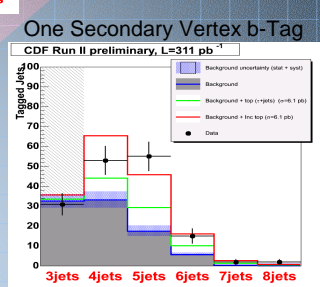 One Secondary Vertex b-Tag
CDF Run II preliminary, L=311 pb⁻¹
Tagged Jets
100
90
80
70
60
50
40
30
20
10
0
Background uncertainty (stat + syst)
Background
Background + top (τ+jets) (σ=6.1 pb)
Background + Inc top (σ=6.1 pb)
Data
3jets 4jets 5jets 6jets 7jets 8jets